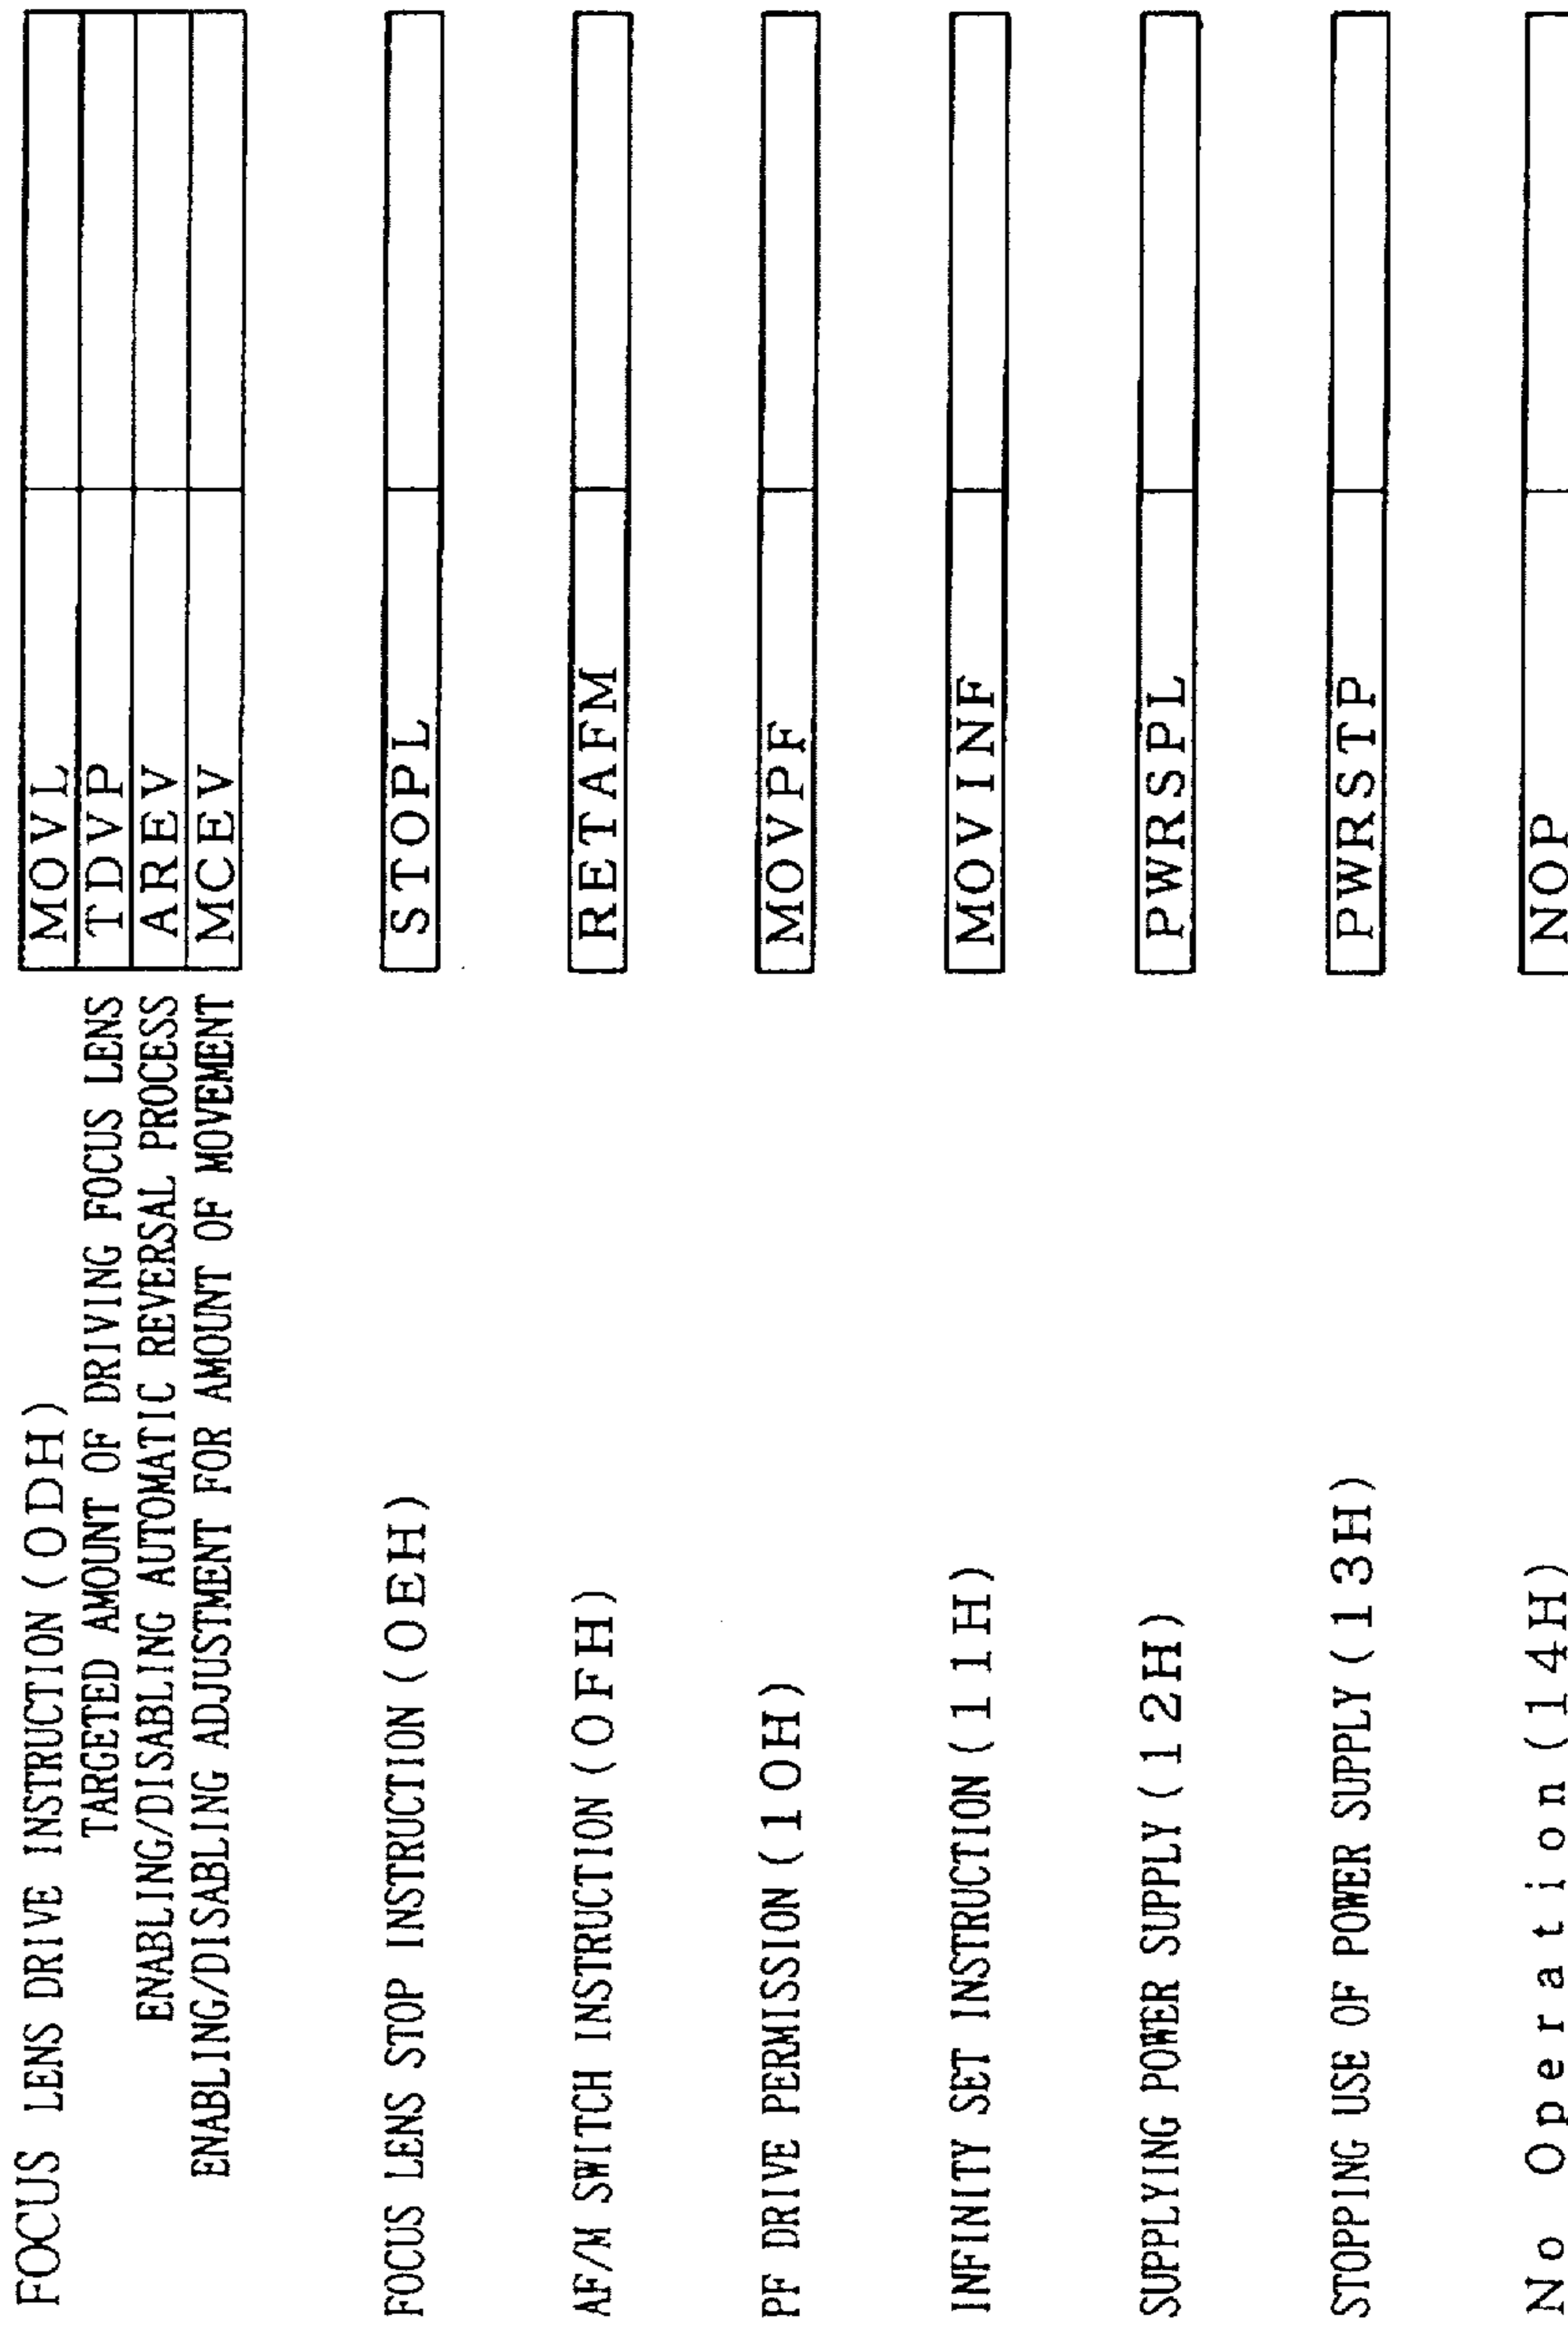 FOCUS LENS DRIVE INSTRUCTION (0DH) MOVL
TARGETED AMOUNT OF DRIVING FOCUS LENS TDVP
ENABLING/DISABLING AUTOMATIC REVERSAL PROCESS AREV
ENABLING/DISABLING ADJUSTMENT FOR AMOUNT OF MOVEMENT MCEV
FOCUS LENS STOP INSTRUCTION (0EH) STOPL
AF/M SWITCH INSTRUCTION (0FH) RETAFM
PF DRIVE PERMISSION (10H) MOVPF
INFINITY SET INSTRUCTION (11H) MOVINF
SUPPLYING POWER SUPPLY (12H) PWRSPL
STOPPING USE OF POWER SUPPLY (13H) PWRSTP
No Operation (14H) NOP